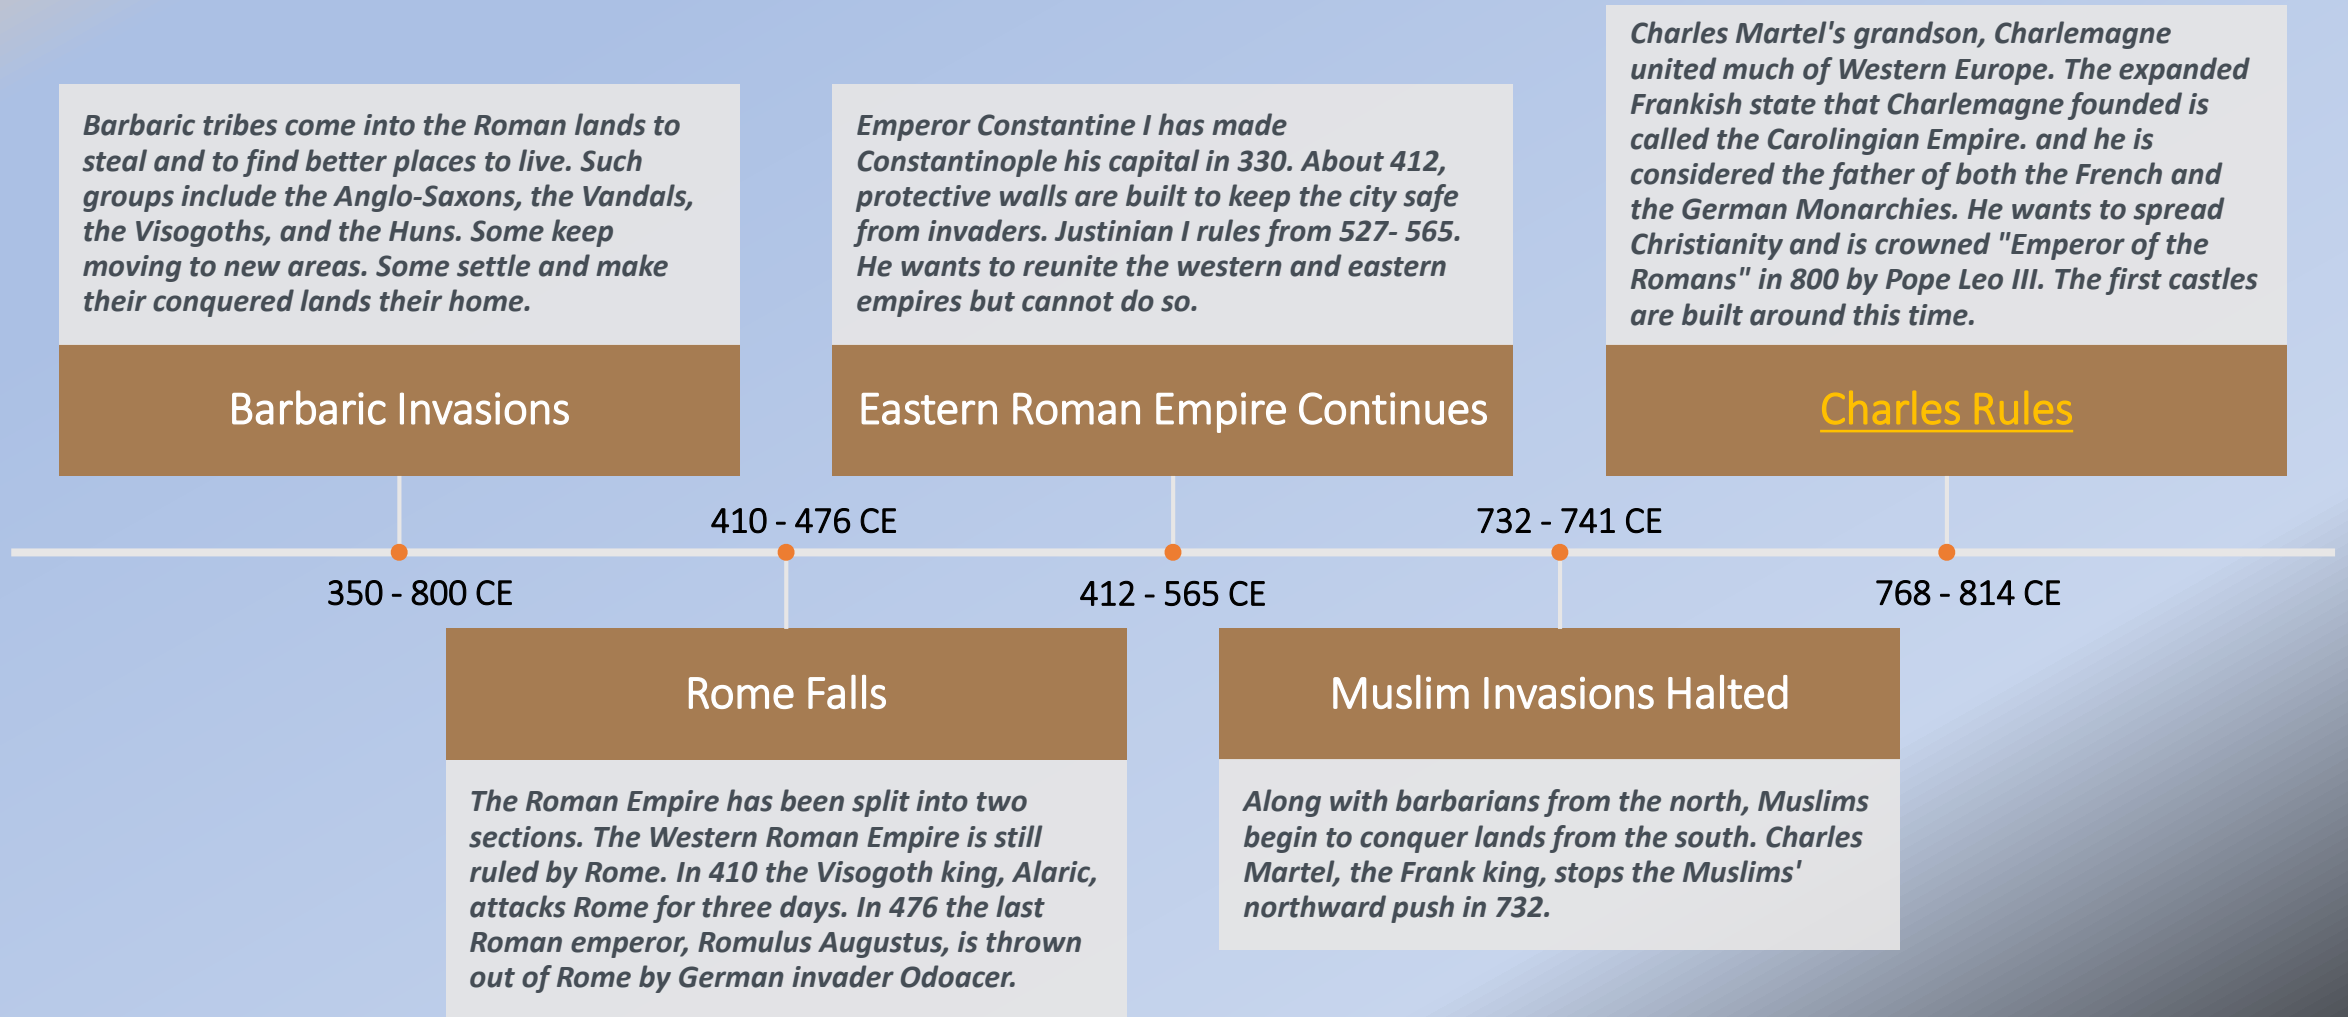 Barbaric tribes come into the Roman lands to
steal and to find better places to live. Such
groups include the Anglo-Saxons, the Vandals,
the Visogoths, and the Huns. Some keep
moving to new areas. Some settle and make
their conquered lands their home.
Barbaric Invasions
350 - 800 CE
410 - 476 CE
Rome Falls
The Roman Empire has been split into two
sections. The Western Roman Empire is still
ruled by Rome. In 410 the Visogoth king, Alaric,
attacks Rome for three days. In 476 the last
Roman emperor, Romulus Augustus, is thrown
out of Rome by German invader Odoacer.
Emperor Constantine I has made
Constantinople his capital in 330. About 412,
protective walls are built to keep the city safe
from invaders. Justinian I rules from 527- 565.
He wants to reunite the western and eastern
empires but cannot do so.
Eastern Roman Empire Continues
412 - 565 CE
732 - 741 CE
Muslim Invasions Halted
Along with barbarians from the north, Muslims
begin to conquer lands from the south. Charles
Martel, the Frank king, stops the Muslims'
northward push in 732.
Charles Martel's grandson, Charlemagne
united much of Western Europe. The expanded
Frankish state that Charlemagne founded is
called the Carolingian Empire. and he is
considered the father of both the French and
the German Monarchies. He wants to spread
Christianity and is crowned "Emperor of the
Romans" in 800 by Pope Leo III. The first castles
are built around this time.
Charles Rules
768 - 814 CE